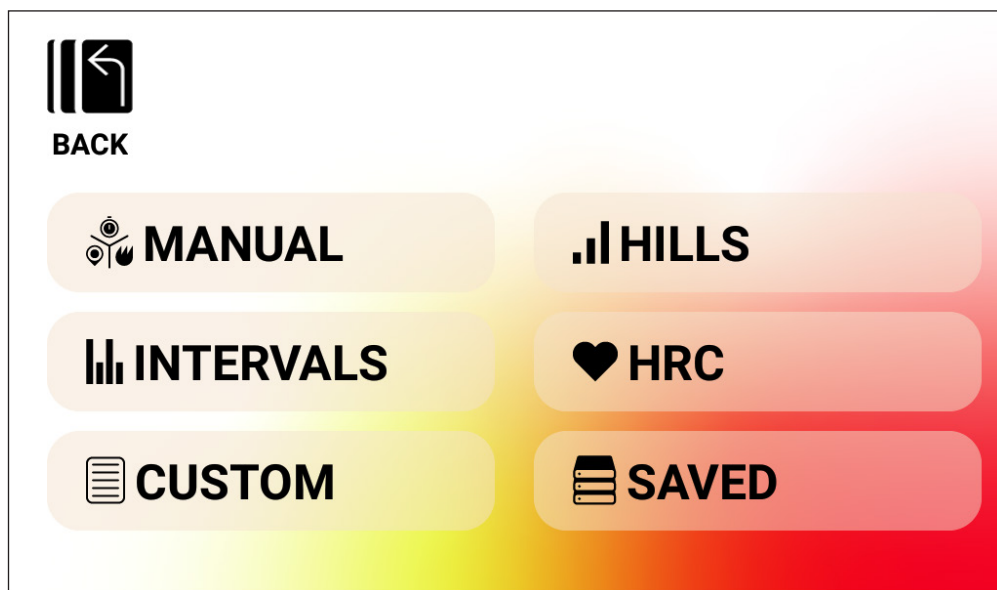 BACK
MANUAL
HILLS
INTERVALS
HRC
CUSTOM
SAVED